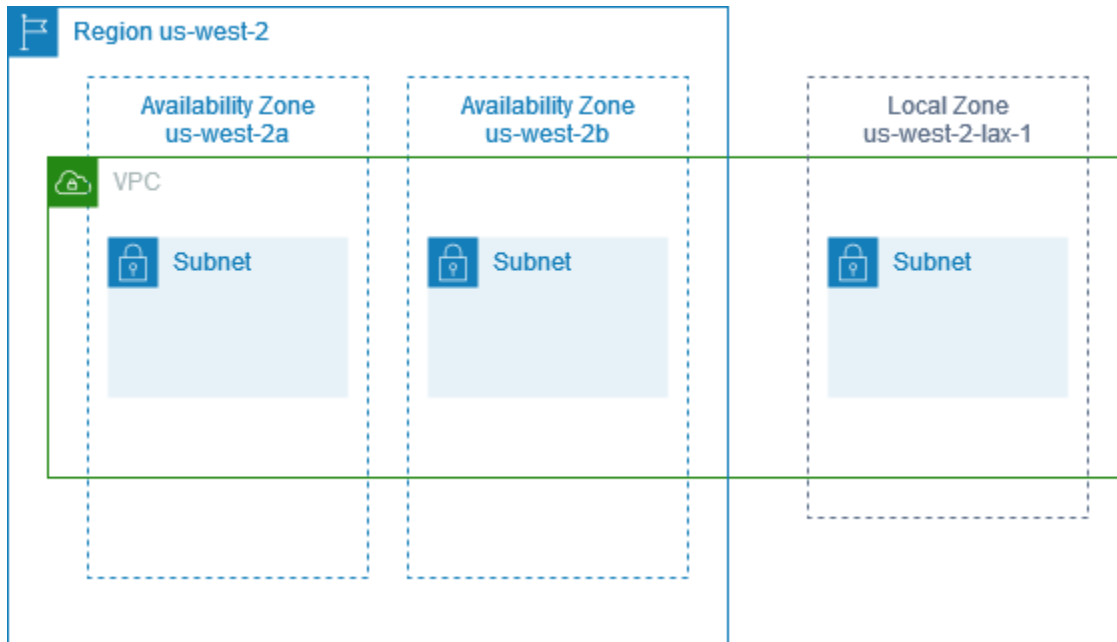 Region us-west-2
Availability Zone
us-west-2a
Availability Zone
us-west-2b
Local Zone
us-west-2-lax-1
VPC
Subnet
Subnet
Subnet